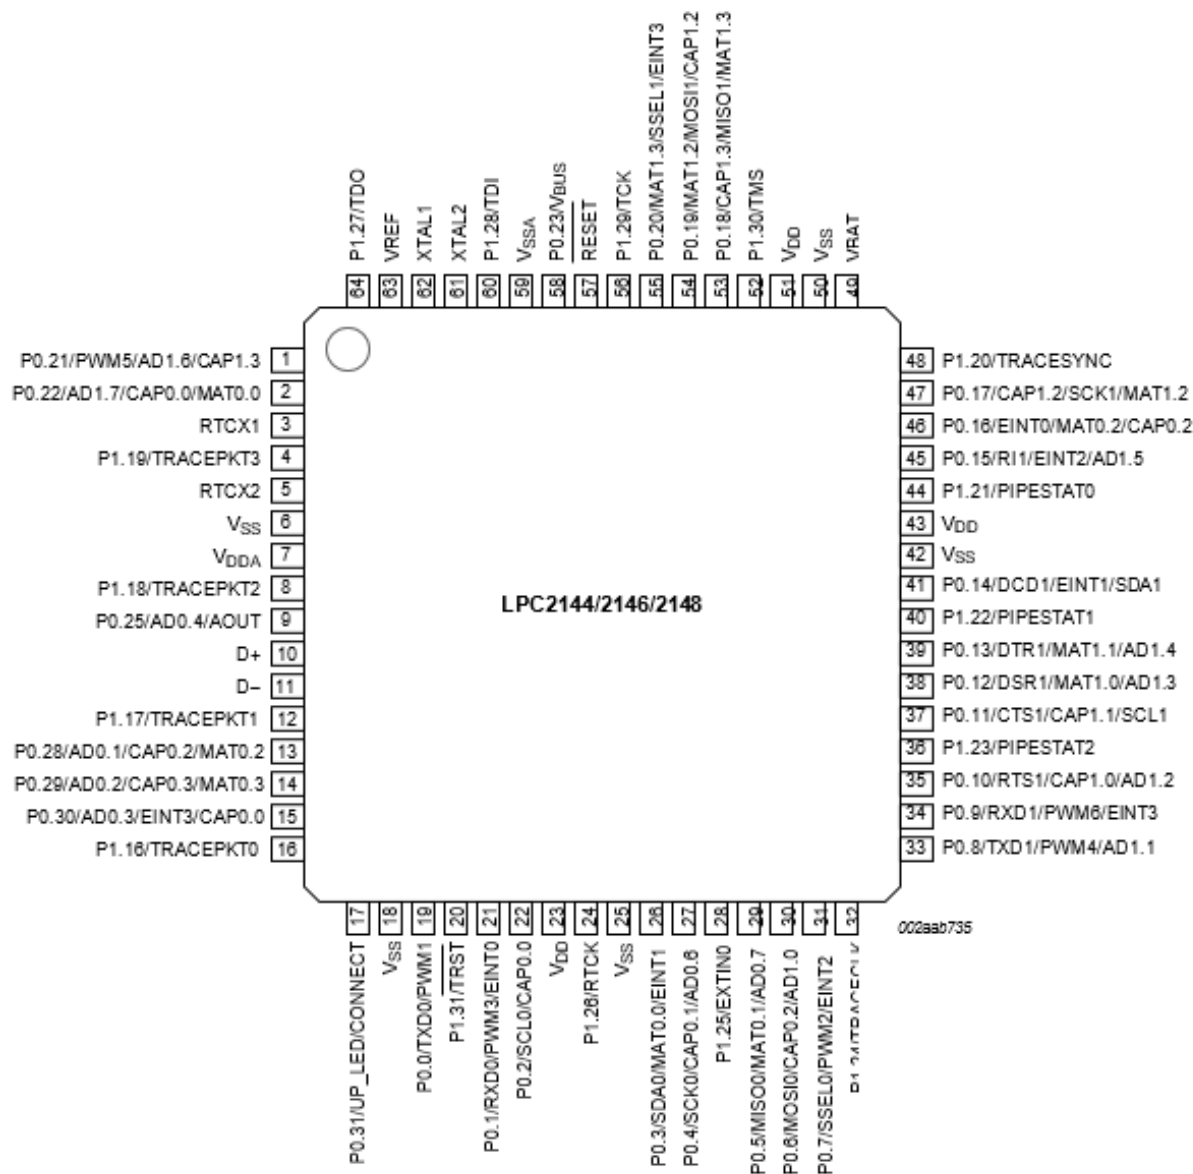 P1.27/TDO
VREF
XTAL1
XTAL2
P1.28/TDI
VSSA
P0.23/VBUS
RESET
P1.29/TCK
P0.20/MAT1.3/SSEL1/EINT3
P0.19/MAT1.2/MOSI1/CAP1.2
P0.18/CAP1.3/MISO1/MAT1.3
P1.30/TMS
VDD
VSS
VRAT
64 63 62 61 60 59 58 57 56 55 54 53 52 51 50 49
P0.21/PWM5/AD1.6/CAP1.3 1
P0.22/AD1.7/CAP0.0/MAT0.0 2
RTCX1 3
P1.19/TRACEPKT3 4
RTCX2 5
VSS 6
VDDA 7
P1.18/TRACEPKT2 8
P0.25/AD0.4/AOUT 9
D+ 10
D− 11
P1.17/TRACEPKT1 12
P0.28/AD0.1/CAP0.2/MAT0.2 13
P0.29/AD0.2/CAP0.3/MAT0.3 14
P0.30/AD0.3/EINT3/CAP0.0 15
P1.16/TRACEPKT0 16
LPC2144/2146/2148
48 P1.20/TRACESYNC
47 P0.17/CAP1.2/SCK1/MAT1.2
46 P0.16/EINT0/MAT0.2/CAP0.2
45 P0.15/RI1/EINT2/AD1.5
44 P1.21/PIPESTAT0
43 VDD
42 VSS
41 P0.14/DCD1/EINT1/SDA1
40 P1.22/PIPESTAT1
39 P0.13/DTR1/MAT1.1/AD1.4
38 P0.12/DSR1/MAT1.0/AD1.3
37 P0.11/CTS1/CAP1.1/SCL1
36 P1.23/PIPESTAT2
35 P0.10/RTS1/CAP1.0/AD1.2
34 P0.9/RXD1/PWM6/EINT3
33 P0.8/TXD1/PWM4/AD1.1
17 18 19 20 21 22 23 24 25 26 27 28 29 30 31 32
002aab735
P0.31/UP_LED/CONNECT
VSS
P0.0/TXD0/PWM1
P1.31/TRST
P0.1/RXD0/PWM3/EINT0
P0.2/SCL0/CAP0.0
VDD
P1.26/RTCK
VSS
P0.3/SDA0/MAT0.0/EINT1
P0.4/SCK0/CAP0.1/AD0.6
P1.25/EXTIN0
P0.5/MISO0/MAT0.1/AD0.7
P0.6/MOSI0/CAP0.2/AD1.0
P0.7/SSEL0/PWM2/EINT2